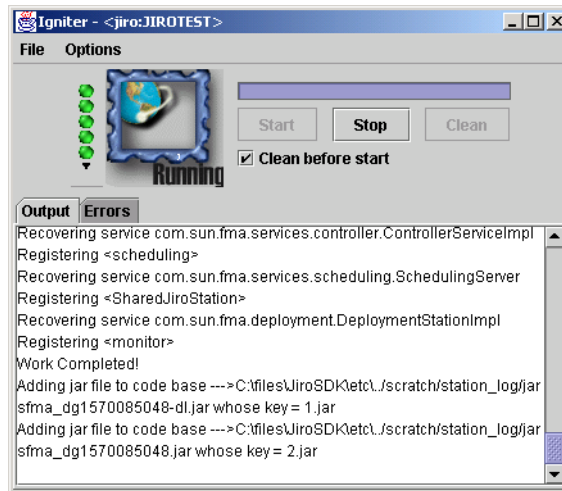 Igniter - <jiro:JIROTEST>
File Options
Running
Start Stop Clean
Clean before start
Output Errors
Recovering service com.sun.fma.services.controller.ControllerServiceImpl
Registering <scheduling>
Recovering service com.sun.fma.services.scheduling.SchedulingServer
Registering <SharedJiroStation>
Recovering service com.sun.fma.deployment.DeploymentStationImpl
Registering <monitor>
Work Completed!
Adding jar file to code base --->C:\files\JiroSDK\etc\../scratch/station_log/jar
sfma_dg1570085048-dl.jar whose key = 1.jar
Adding jar file to code base --->C:\files\JiroSDK\etc\../scratch/station_log/jar
sfma_dg1570085048.jar whose key = 2.jar